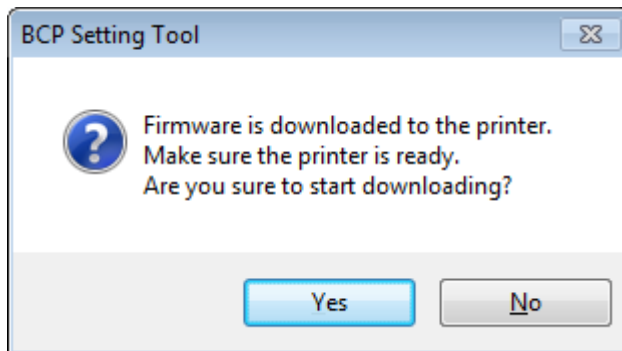 BCP Setting Tool
Firmware is downloaded to the printer.
Make sure the printer is ready.
Are you sure to start downloading?
Yes
No